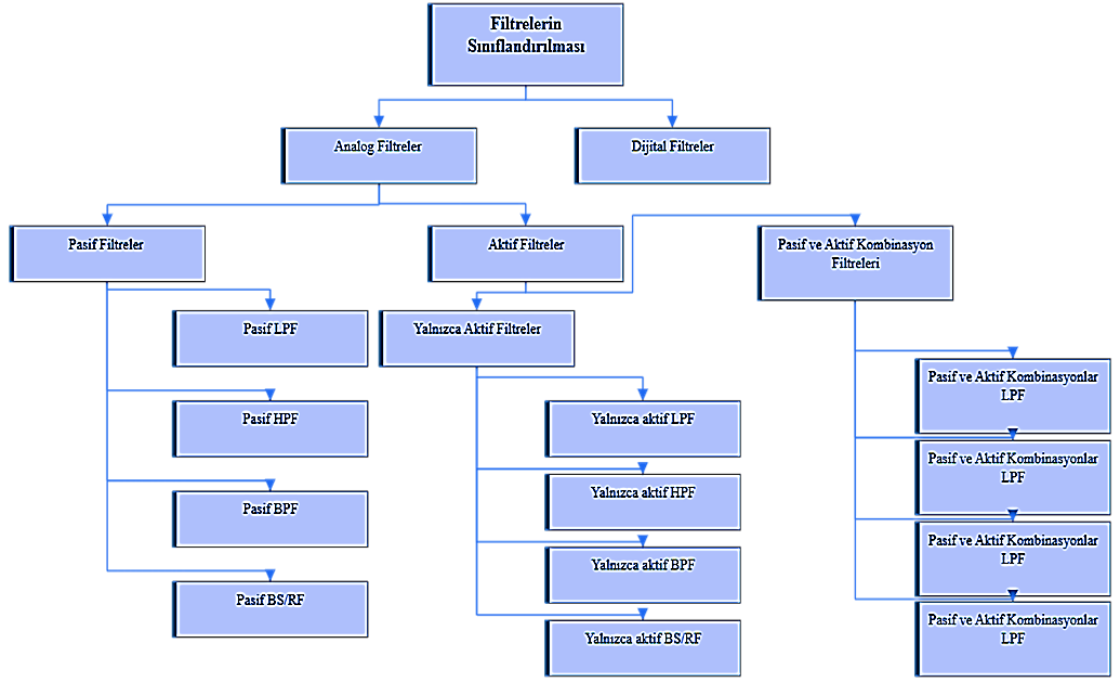 Filtrelerin
Sınıflandırılması
Analog Filtreler
Dijital Filtreler
Pasif Filtreler
Aktif Filtreler
Pasif ve Aktif Kombinasyon
Filtreleri
Pasif LPF
Pasif HPF
Pasif BPF
Pasif BS/RF
Yalnızca Aktif Filtreler
Yalnızca aktif LPF
Yalnızca aktif HPF
Yalnızca aktif BPF
Yalnızca aktif BS/RF
Pasif ve Aktif Kombinasyonlar
LPF
Pasif ve Aktif Kombinasyonlar
LPF
Pasif ve Aktif Kombinasyonlar
LPF
Pasif ve Aktif Kombinasyonlar
LPF